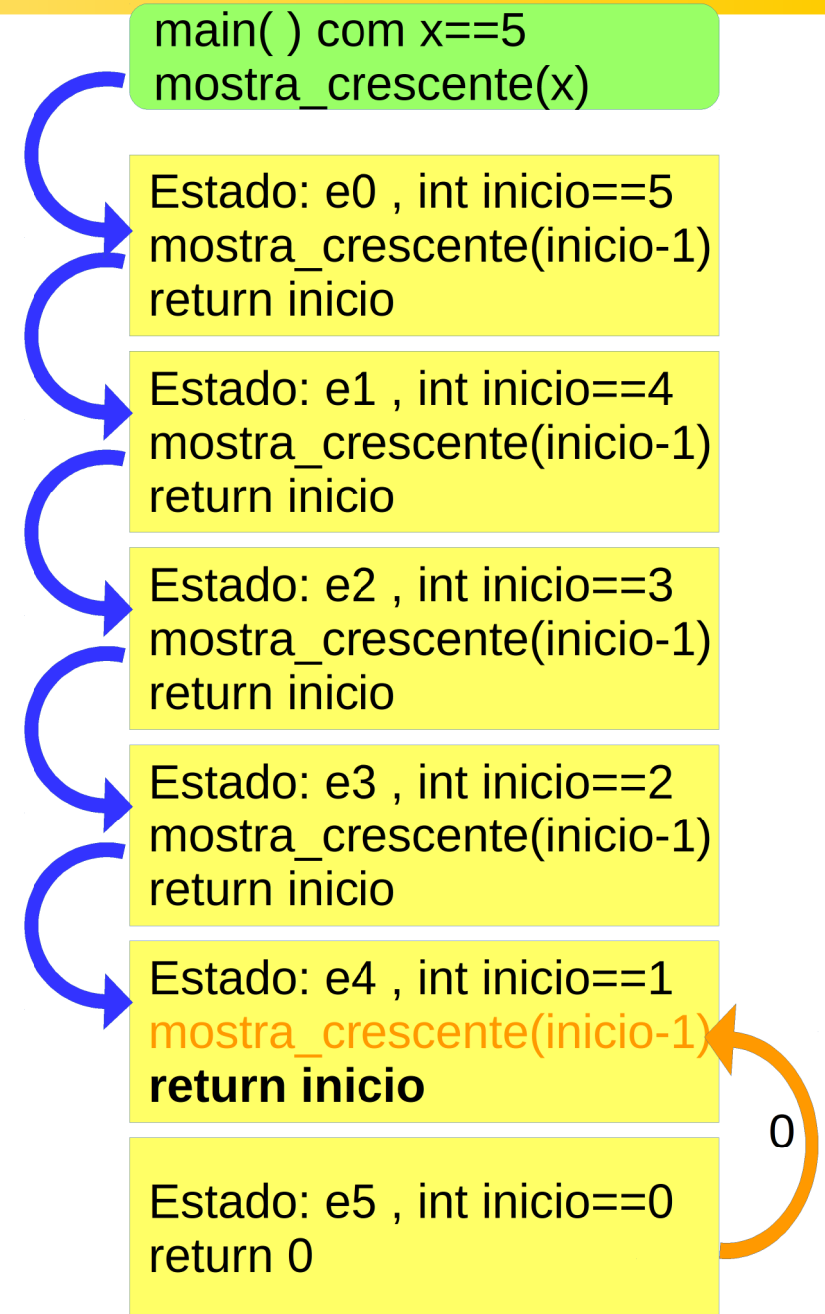 main( ) com x==5
mostra_crescente(x)
Estado: e0 , int inicio==5
mostra_crescente(inicio-1)
return inicio
Estado: e1 , int inicio==4
mostra_crescente(inicio-1)
return inicio
Estado: e2 , int inicio==3
mostra_crescente(inicio-1)
return inicio
Estado: e3 , int inicio==2
mostra_crescente(inicio-1)
return inicio
Estado: e4 , int inicio==1
mostra_crescente(inicio-1)
return inicio
0
Estado: e5 , int inicio==0
return 0